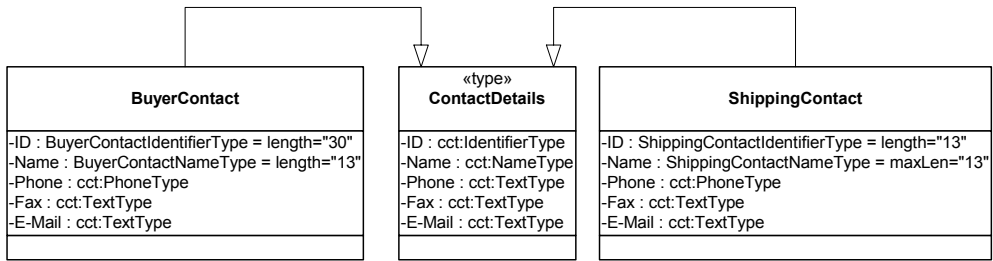 BuyerContact
-ID : BuyerContactIdentifierType = length="30"
-Name : BuyerContactNameType = length="13"
-Phone : cct:PhoneType
-Fax : cct:TextType
-E-Mail : cct:TextType
«type»
ContactDetails
-ID : cct:IdentifierType
-Name : cct:NameType
-Phone : cct:TextType
-Fax : cct:TextType
-E-Mail : cct:TextType
ShippingContact
-ID : ShippingContactIdentifierType = length="13"
-Name : ShippingContactNameType = maxLen="13"
-Phone : cct:PhoneType
-Fax : cct:TextType
-E-Mail : cct:TextType